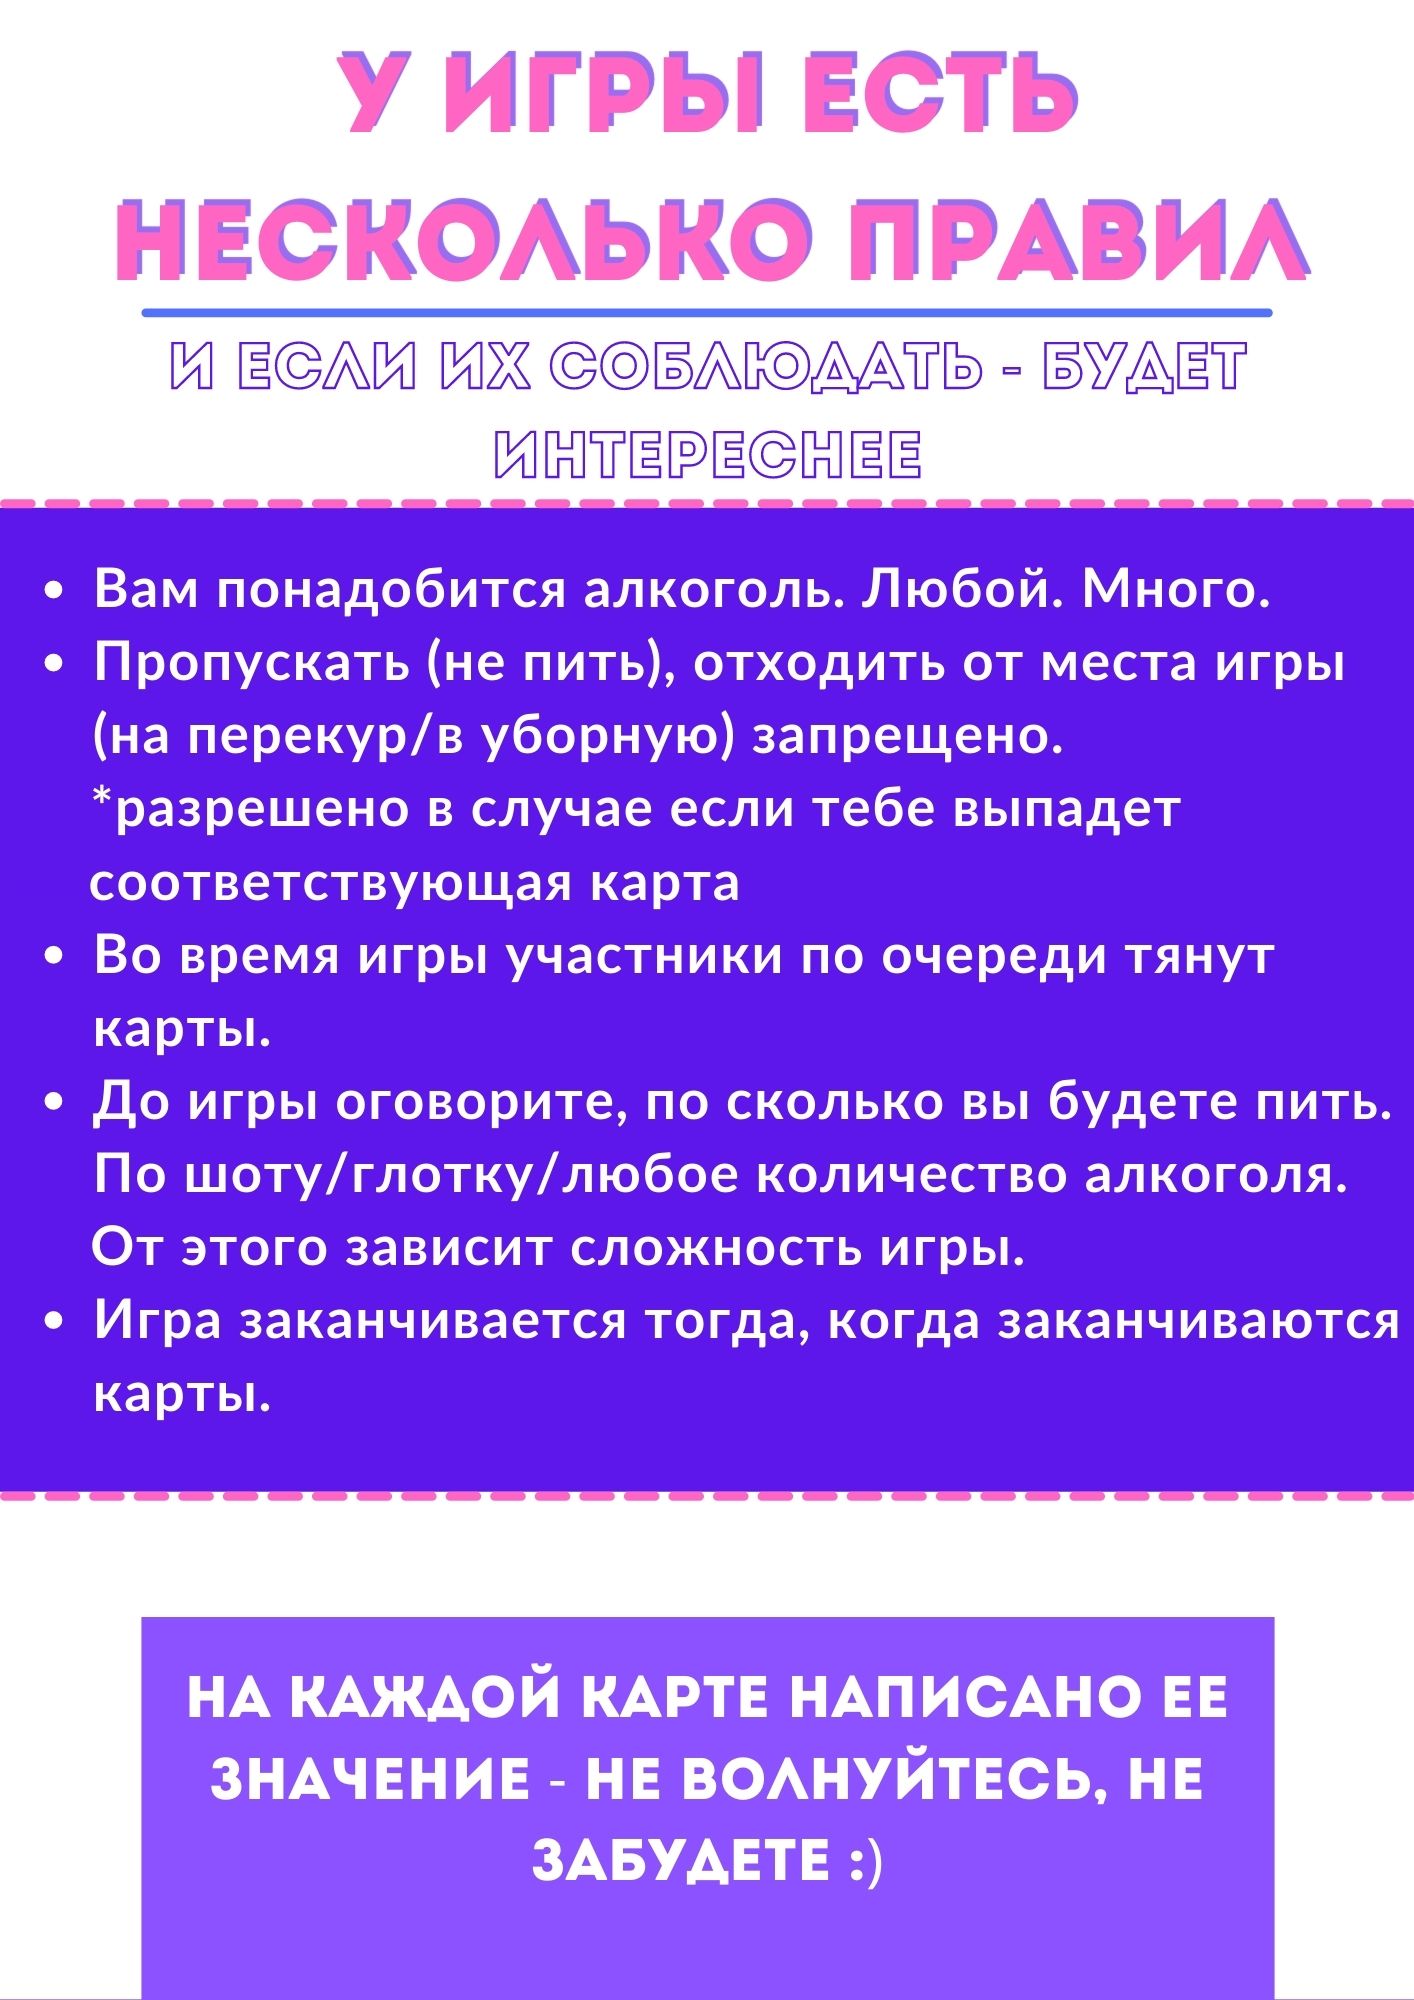 У ИГРЫ ЕСТЬ
НЕСКОЛЬКО ПРАВИЛ
И ЕСЛИ ИХ СОБЛЮДАТЬ - БУДЕТ
ИНТЕРЕСНЕЕ
• Вам понадобится алкоголь. Любой. Много.
• Пропускать (не пить), отходить от места игры
(на перекур/в уборную) запрещено.
*разрешено в случае если тебе выпадет
соответствующая карта
• Во время игры участники по очереди тянут
карты.
• До игры оговорите, по сколько вы будете пить.
По шоту/глотку/любое количество алкоголя.
От этого зависит сложность игры.
• Игра заканчивается тогда, когда заканчиваются
карты.
НА КАЖДОЙ КАРТЕ НАПИСАНО ЕЕ
ЗНАЧЕНИЕ - НЕ ВОЛНУЙТЕСЬ, НЕ
ЗАБУДЕТЕ :)